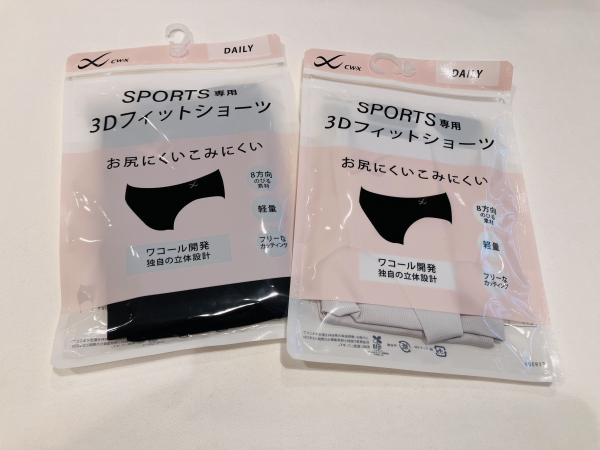 CW-X
DAILY
SPORTS専用
3Dフィットショーツ
お尻にくいこみにくい
8方向
のびる
素材
軽量
フリーな
カッティング
ワコール開発
独自の立体設計
CW-X
DAILY
SPORTS専用
3Dフィットショーツ
お尻にくいこみにくい
8方向
のびる
素材
軽量
フリーな
カッティング
ワコール開発
独自の立体設計